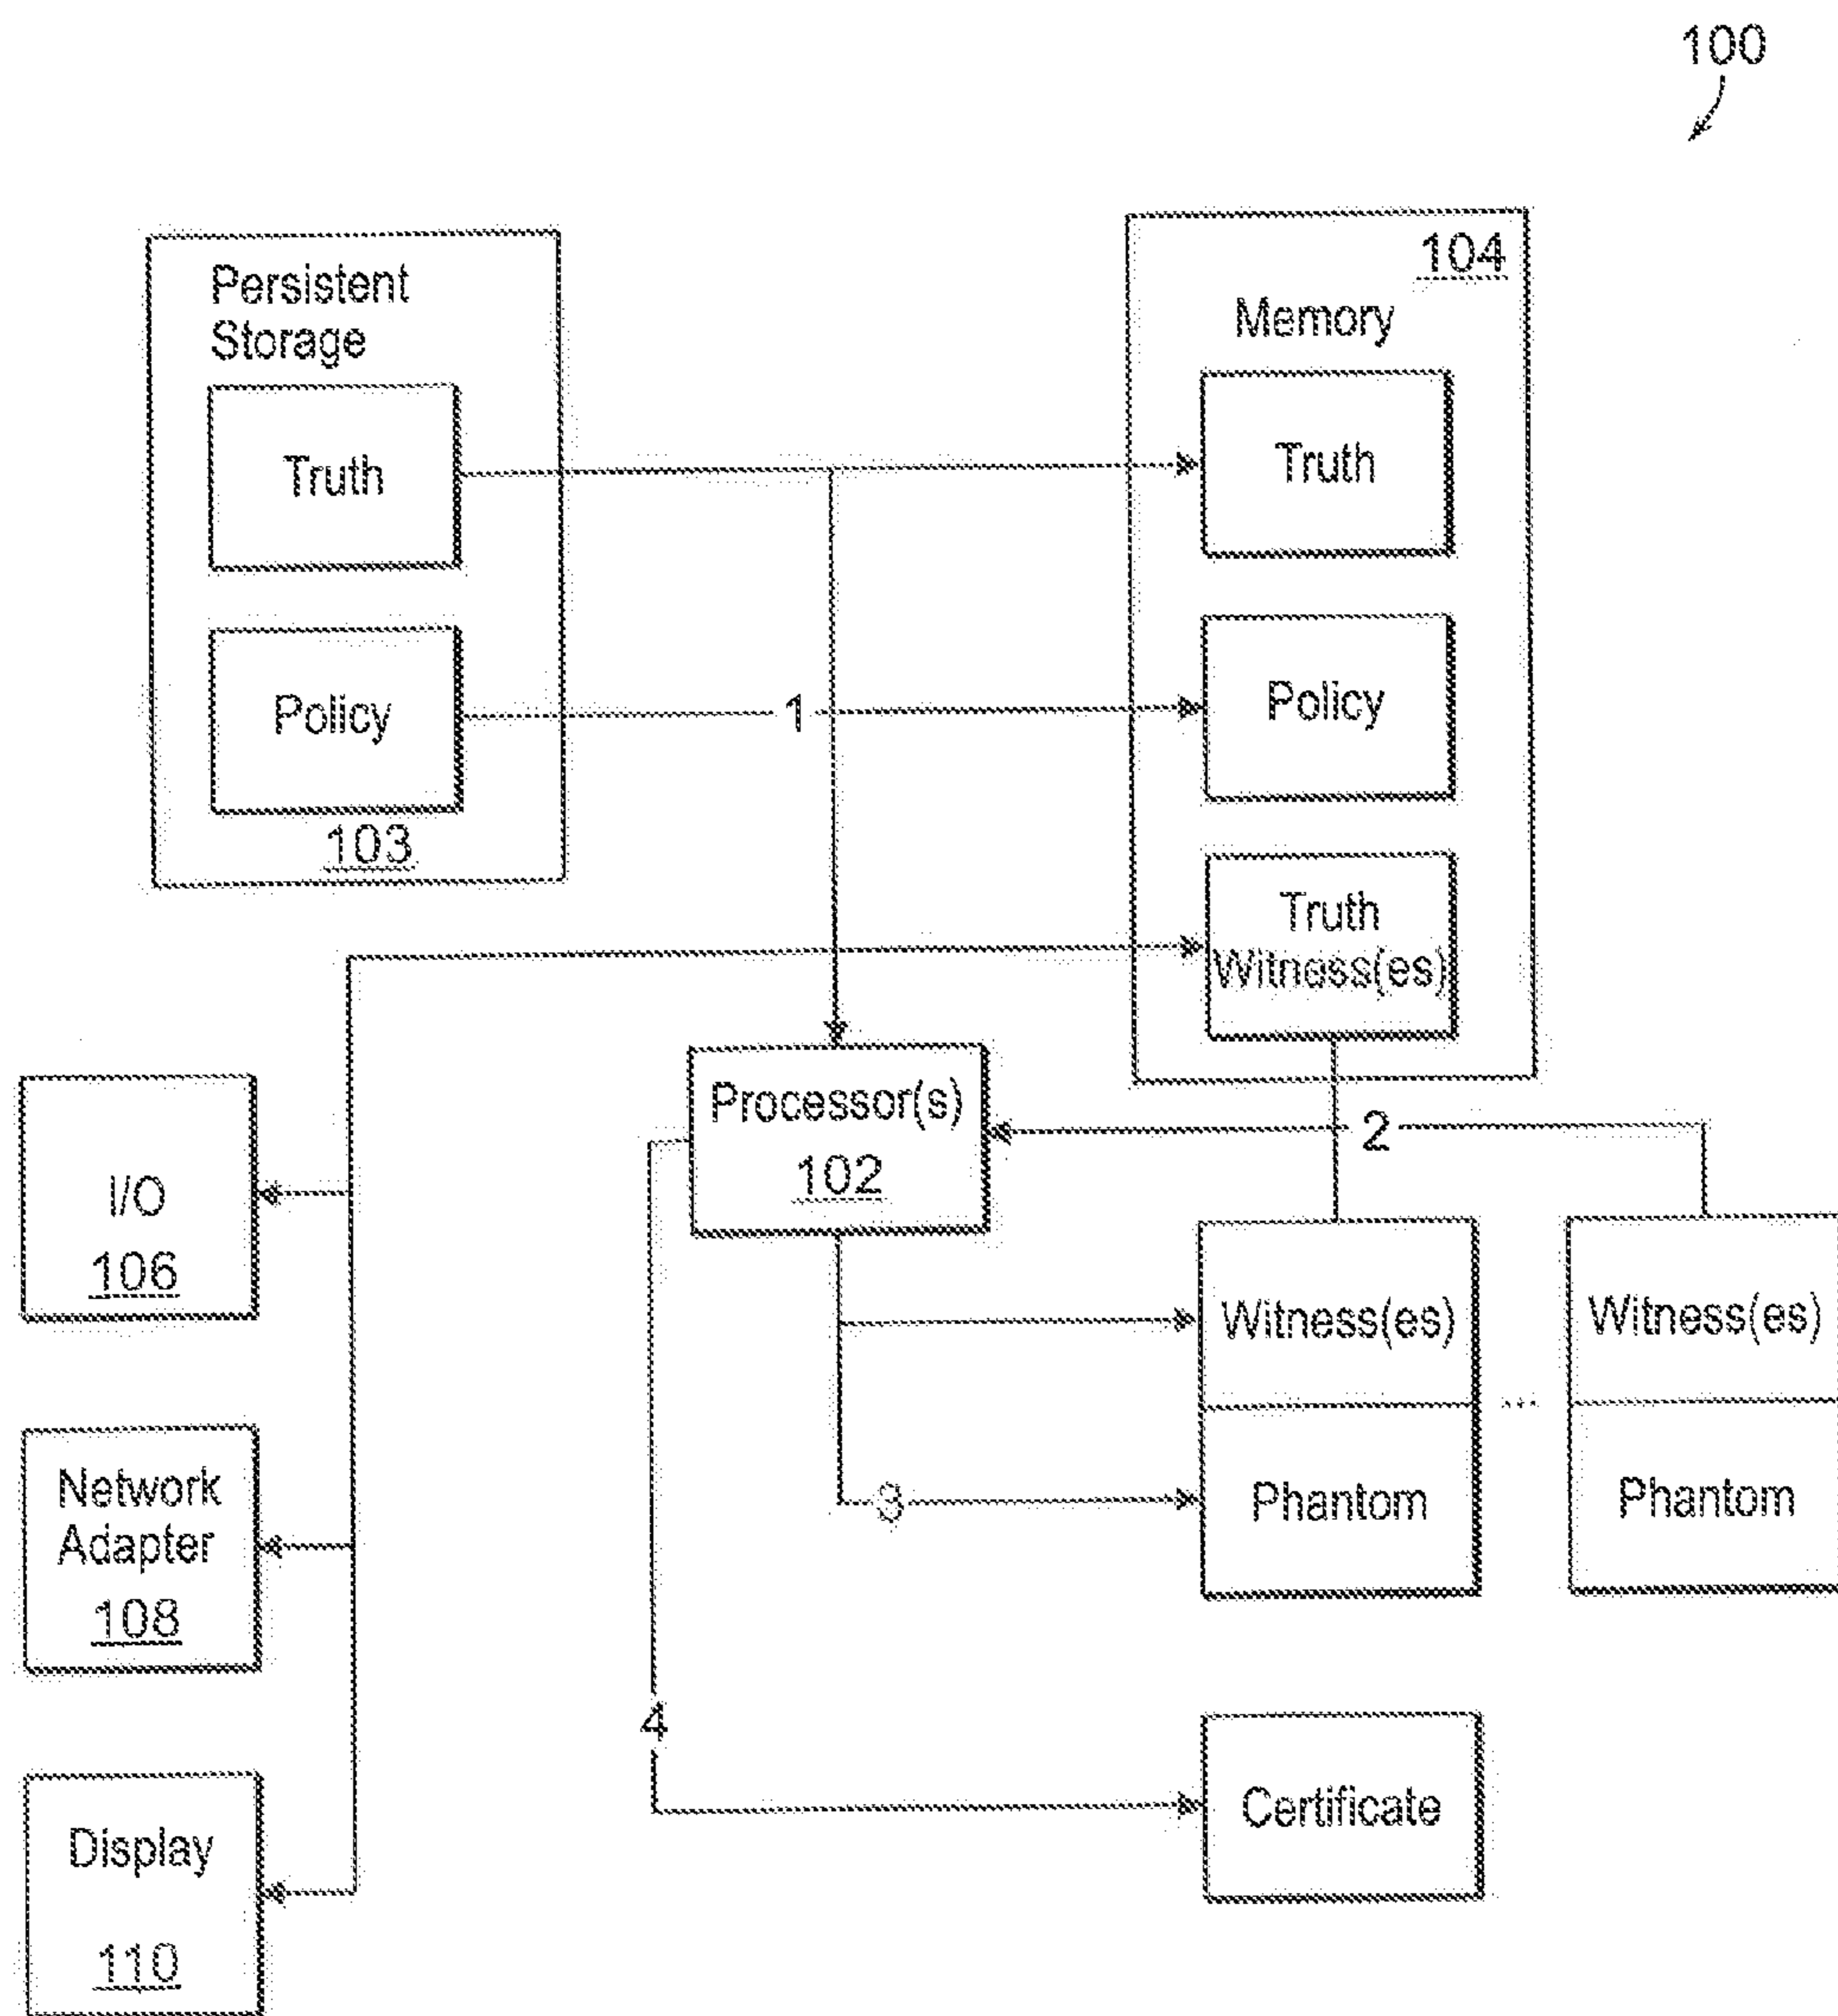 100
Persistent
Storage
Truth
Policy
103
104
Memory
Truth
Policy
Truth
Witness(es)
1
Processor(s)
102
2
I/O
106
Network
Adapter
108
Display
110
3
4
Witness(es)
Phantom
...
Witness(es)
Phantom
Certificate